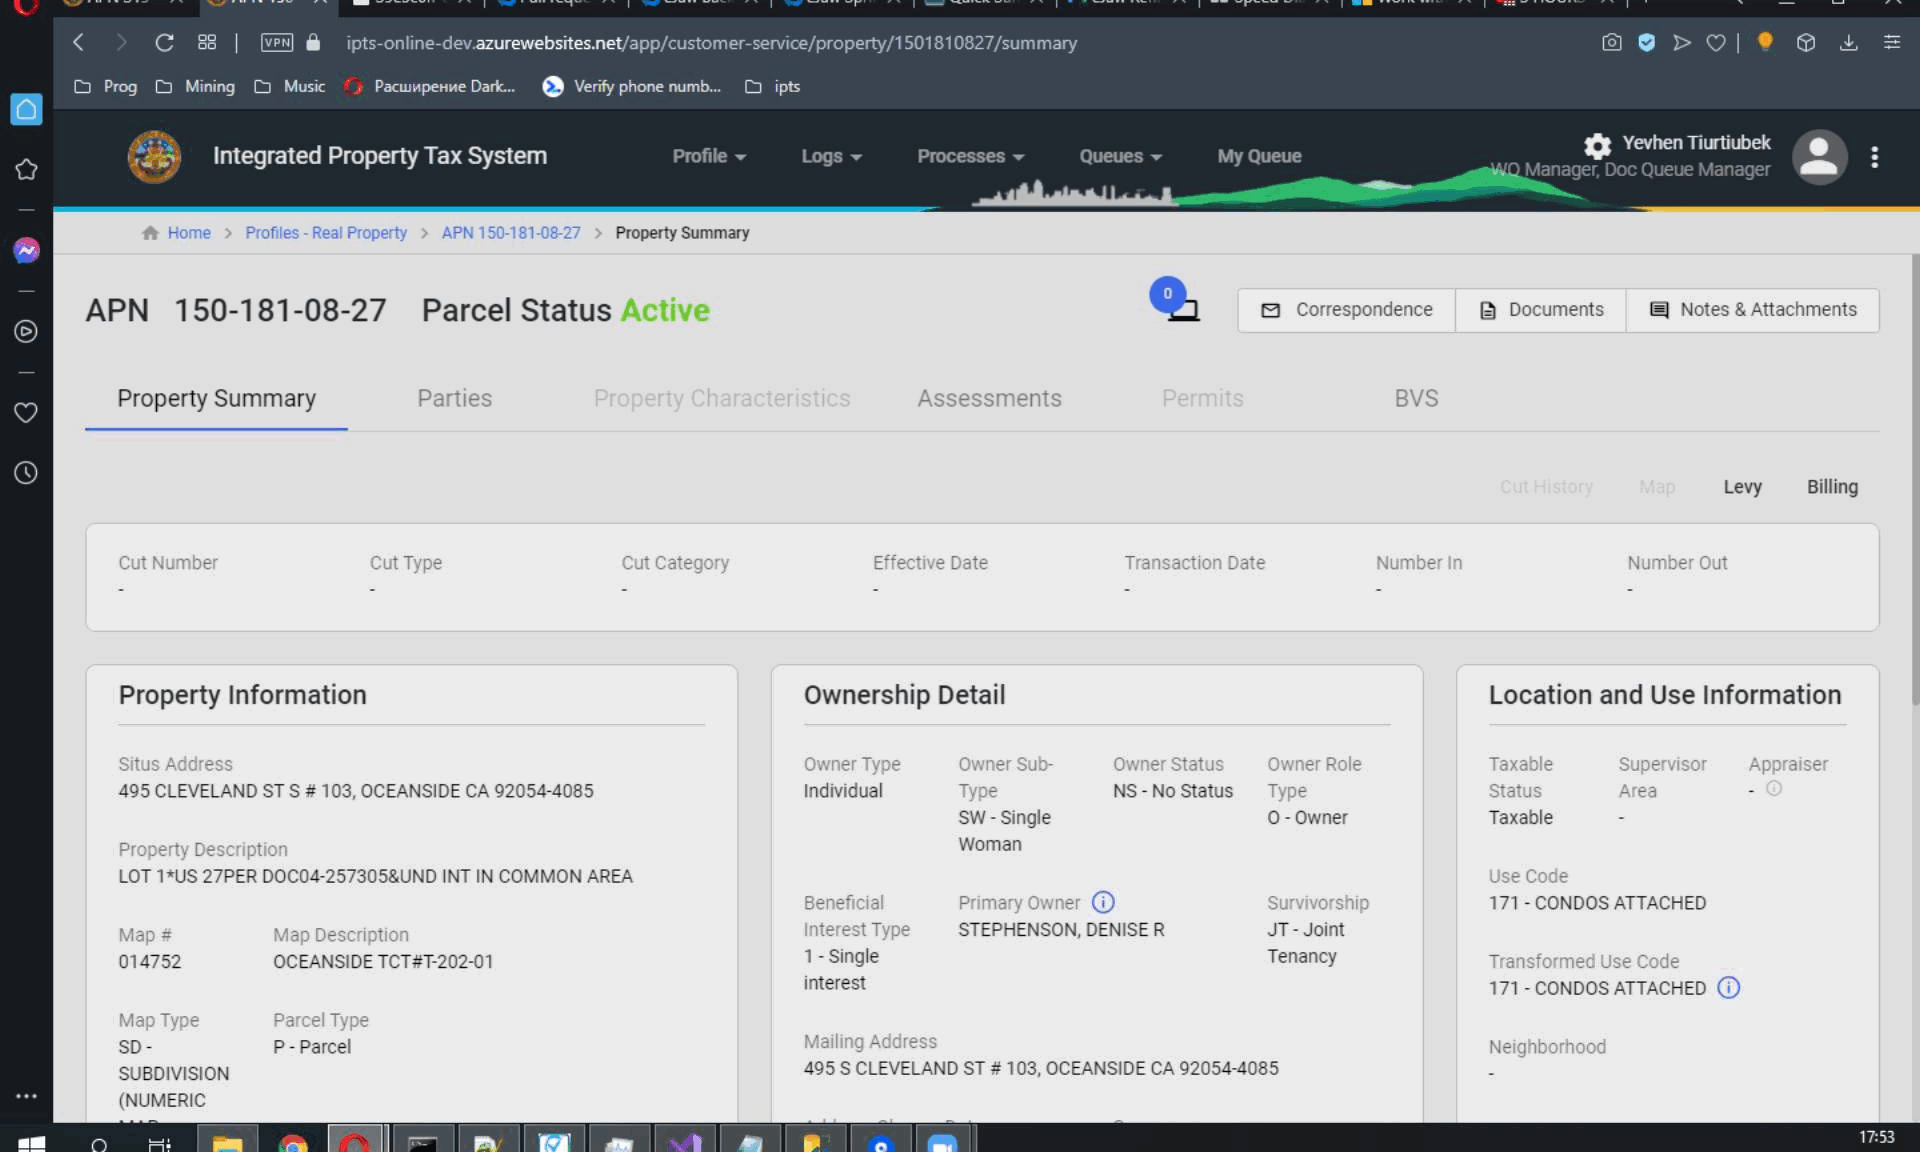 VPN
ipts-online-dev.azurewebsites.net/app/customer-service/property/1501810827/summary
Prog
Mining
Music
Расширение Dark...
Verify phone numb...
ipts
Integrated Property Tax System
Profile
Logs
Processes
Queues
My Queue
Yevhen Tiurtiubek
WQ Manager, Doc Queue Manager
Home > Profiles - Real Property > APN 150-181-08-27 > Property Summary
APN 150-181-08-27 Parcel Status Active
0
Correspondence
Documents
Notes & Attachments
Property Summary
Parties
Property Characteristics
Assessments
Permits
BVS
Cut History
Map
Levy
Billing
Cut Number
-
Cut Type
-
Cut Category
-
Effective Date
-
Transaction Date
-
Number In
-
Number Out
-
Property Information
Situs Address
495 CLEVELAND ST S # 103, OCEANSIDE CA 92054-4085
Property Description
LOT 1*US 27PER DOC04-257305&UND INT IN COMMON AREA
Map #
014752
Map Description
OCEANSIDE TCT#T-202-01
Map Type
SD -
SUBDIVISION
(NUMERIC
Parcel Type
P - Parcel
Ownership Detail
Owner Type
Individual
Owner Sub-
Type
SW - Single
Woman
Owner Status
NS - No Status
Owner Role
Type
O - Owner
Beneficial
Interest Type
1 - Single
interest
Primary Owner
STEPHENSON, DENISE R
Survivorship
JT - Joint
Tenancy
Mailing Address
495 S CLEVELAND ST # 103, OCEANSIDE CA 92054-4085
Location and Use Information
Taxable
Status
Taxable
Supervisor
Area
-
Appraiser
-
Use Code
171 - CONDOS ATTACHED
Transformed Use Code
171 - CONDOS ATTACHED
Neighborhood
-
17:53